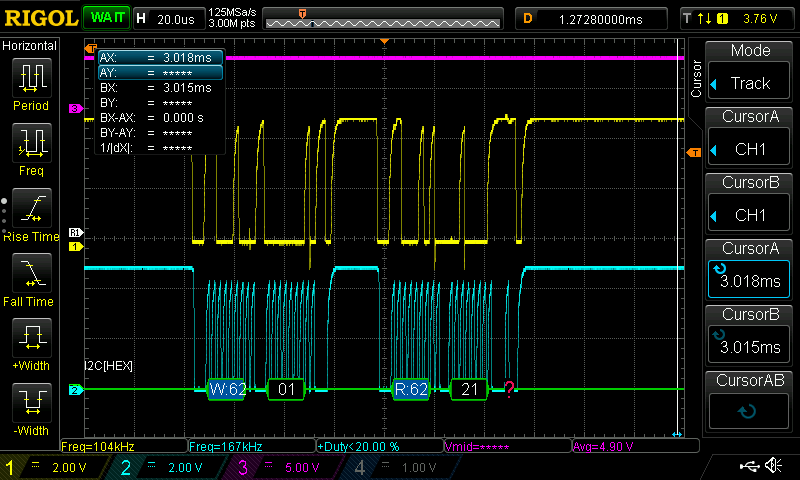 RIGOL WAIT H 20.0us 125MSa/s D 1.27280000ms T 1 3.76 V
3.00M pts
T
Horizontal
Period
Freq
Rise Time
Fall Time
+Width
-Width
T
AX: = 3.018ms
AY: = *****
BX: = 3.015ms
BY: = *****
BX-AX: = 0.000 s
BY-AY: = *****
1/|dX|: = *****
3
R1
1
2
T
I2C[HEX]
W:62 01 R:62 21 ?
Cursor
Mode
Track
CursorA
CH1
CursorB
CH1
CursorA
3.018ms
CursorB
3.015ms
CursorAB
Freq=104kHz Freq=167kHz +Duty<20.00 % Vmid=***** Avg=4.90 V
1 = 2.00 V 2 = 2.00 V 3 = 5.00 V 4 = 1.00 V